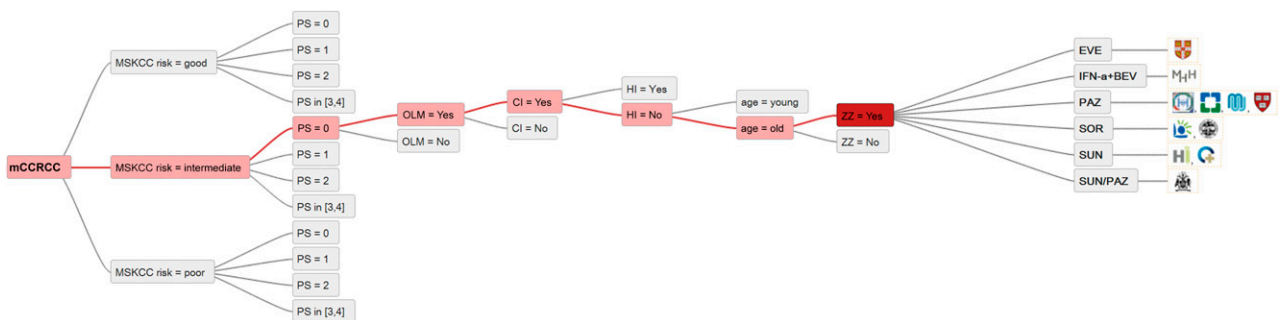 mCCRCC
MSKCC risk = good
PS = 0
PS = 1
PS = 2
PS in [3,4]
MSKCC risk = intermediate
PS = 0
PS = 1
PS = 2
PS in [3,4]
MSKCC risk = poor
PS = 0
PS = 1
PS = 2
PS in [3,4]
OLM = Yes
OLM = No
CI = Yes
CI = No
HI = Yes
HI = No
age = young
age = old
ZZ = Yes
ZZ = No
EVE
IFN-a+BEV
MHH
PAZ
SOR
SUN
SUN/PAZ